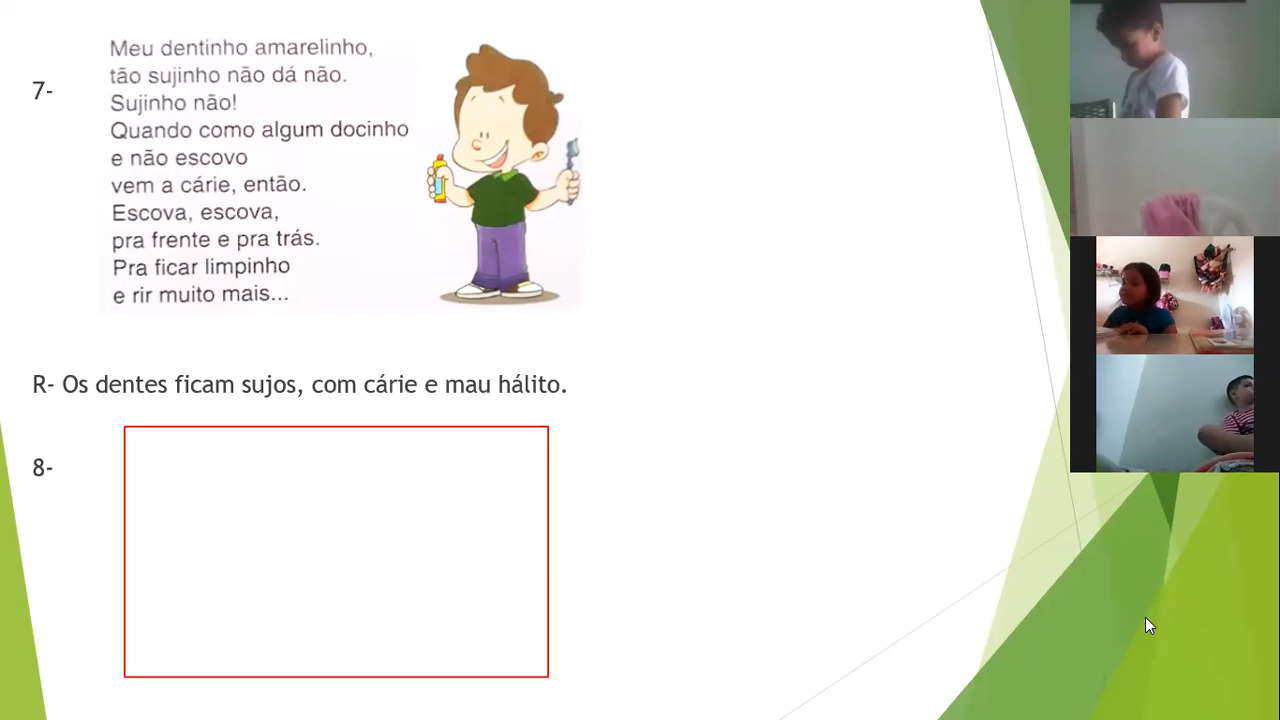 7-
Meu dentinho amarelinho,
tão sujinho não dá não.
Sujinho não!
Quando como algum docinho
e não escovo
vem a cárie, então.
Escova, escova,
pra frente e pra trás.
Pra ficar limpinho
e rir muito mais...
R- Os dentes ficam sujos, com cárie e mau hálito.
8-